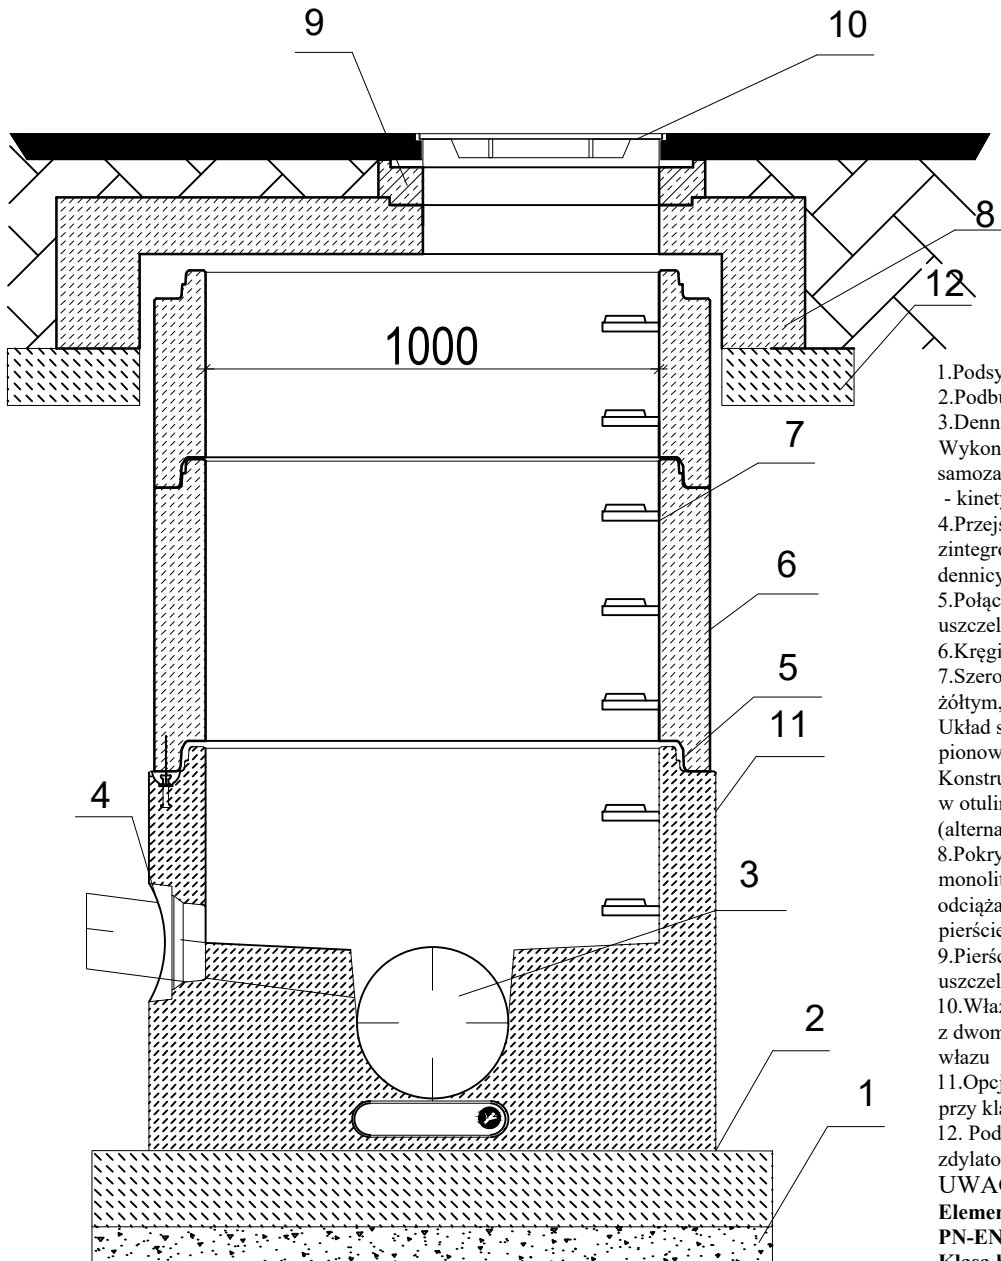 9
10
8
12
1000
7
6
5
11
4
3
2
1
1.Podsy
2.Podbu
3.Denn
Wykon
samoza
- kinety
4.Przejś
zintegro
dennicy
5.Połąc
uszczel
6.Kręgi
7.Szero
żółtym,
Układ s
pionow
Konstru
w otulin
(alterna
8.Pokry
monolit
odciąża
pierście
9.Pierśc
uszczel
10.Właz
z dwom
włazu
11.Opcj
przy kla
12. Pod
zdylato
UWAG
Elemen
PN-EN
Klasa b